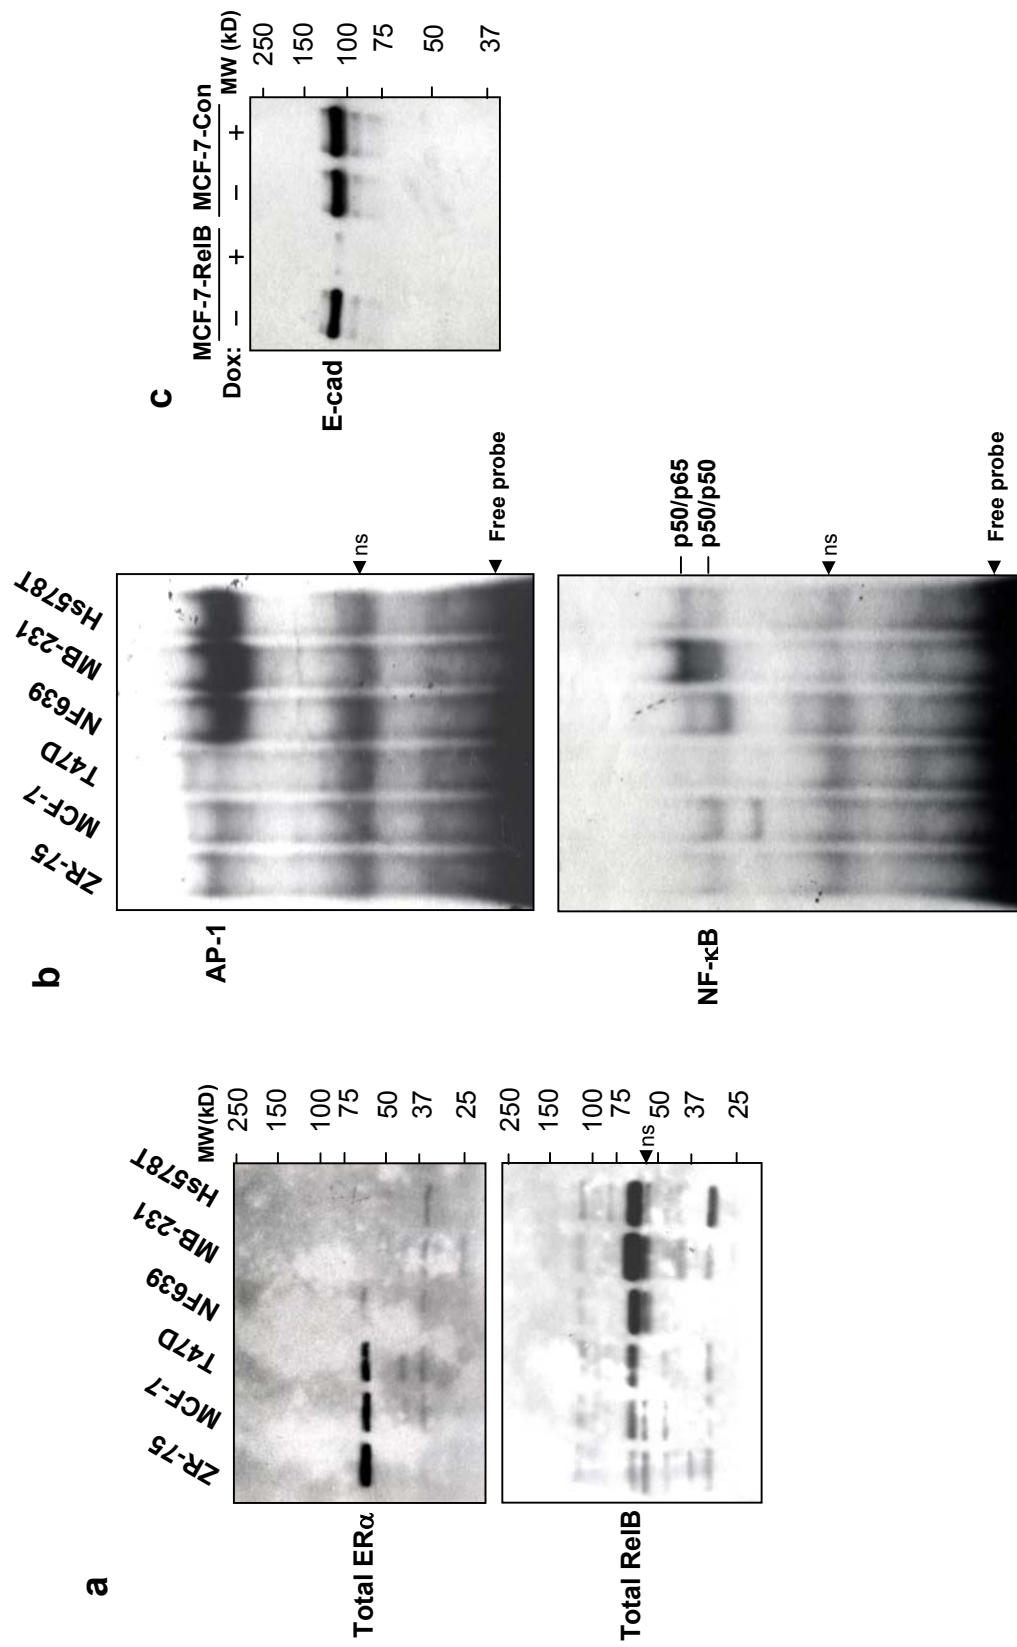 a
ZR-75 MCF-7 T47D NF639 MB-231 Hs578T
MW(kD)
Total ERα
250
150
100
75
50
37
25
Total RelB
250
150
100
75
ns
50
37
25
b
ZR-75 MCF-7 T47D NF639 MB-231 Hs578T
AP-1
ns
Free probe
NF-κB
p50/p65
p50/p50
ns
Free probe
c
MCF-7-RelB MCF-7-Con
Dox: – + – + MW (kD)
E-cad
250
150
100
75
50
37